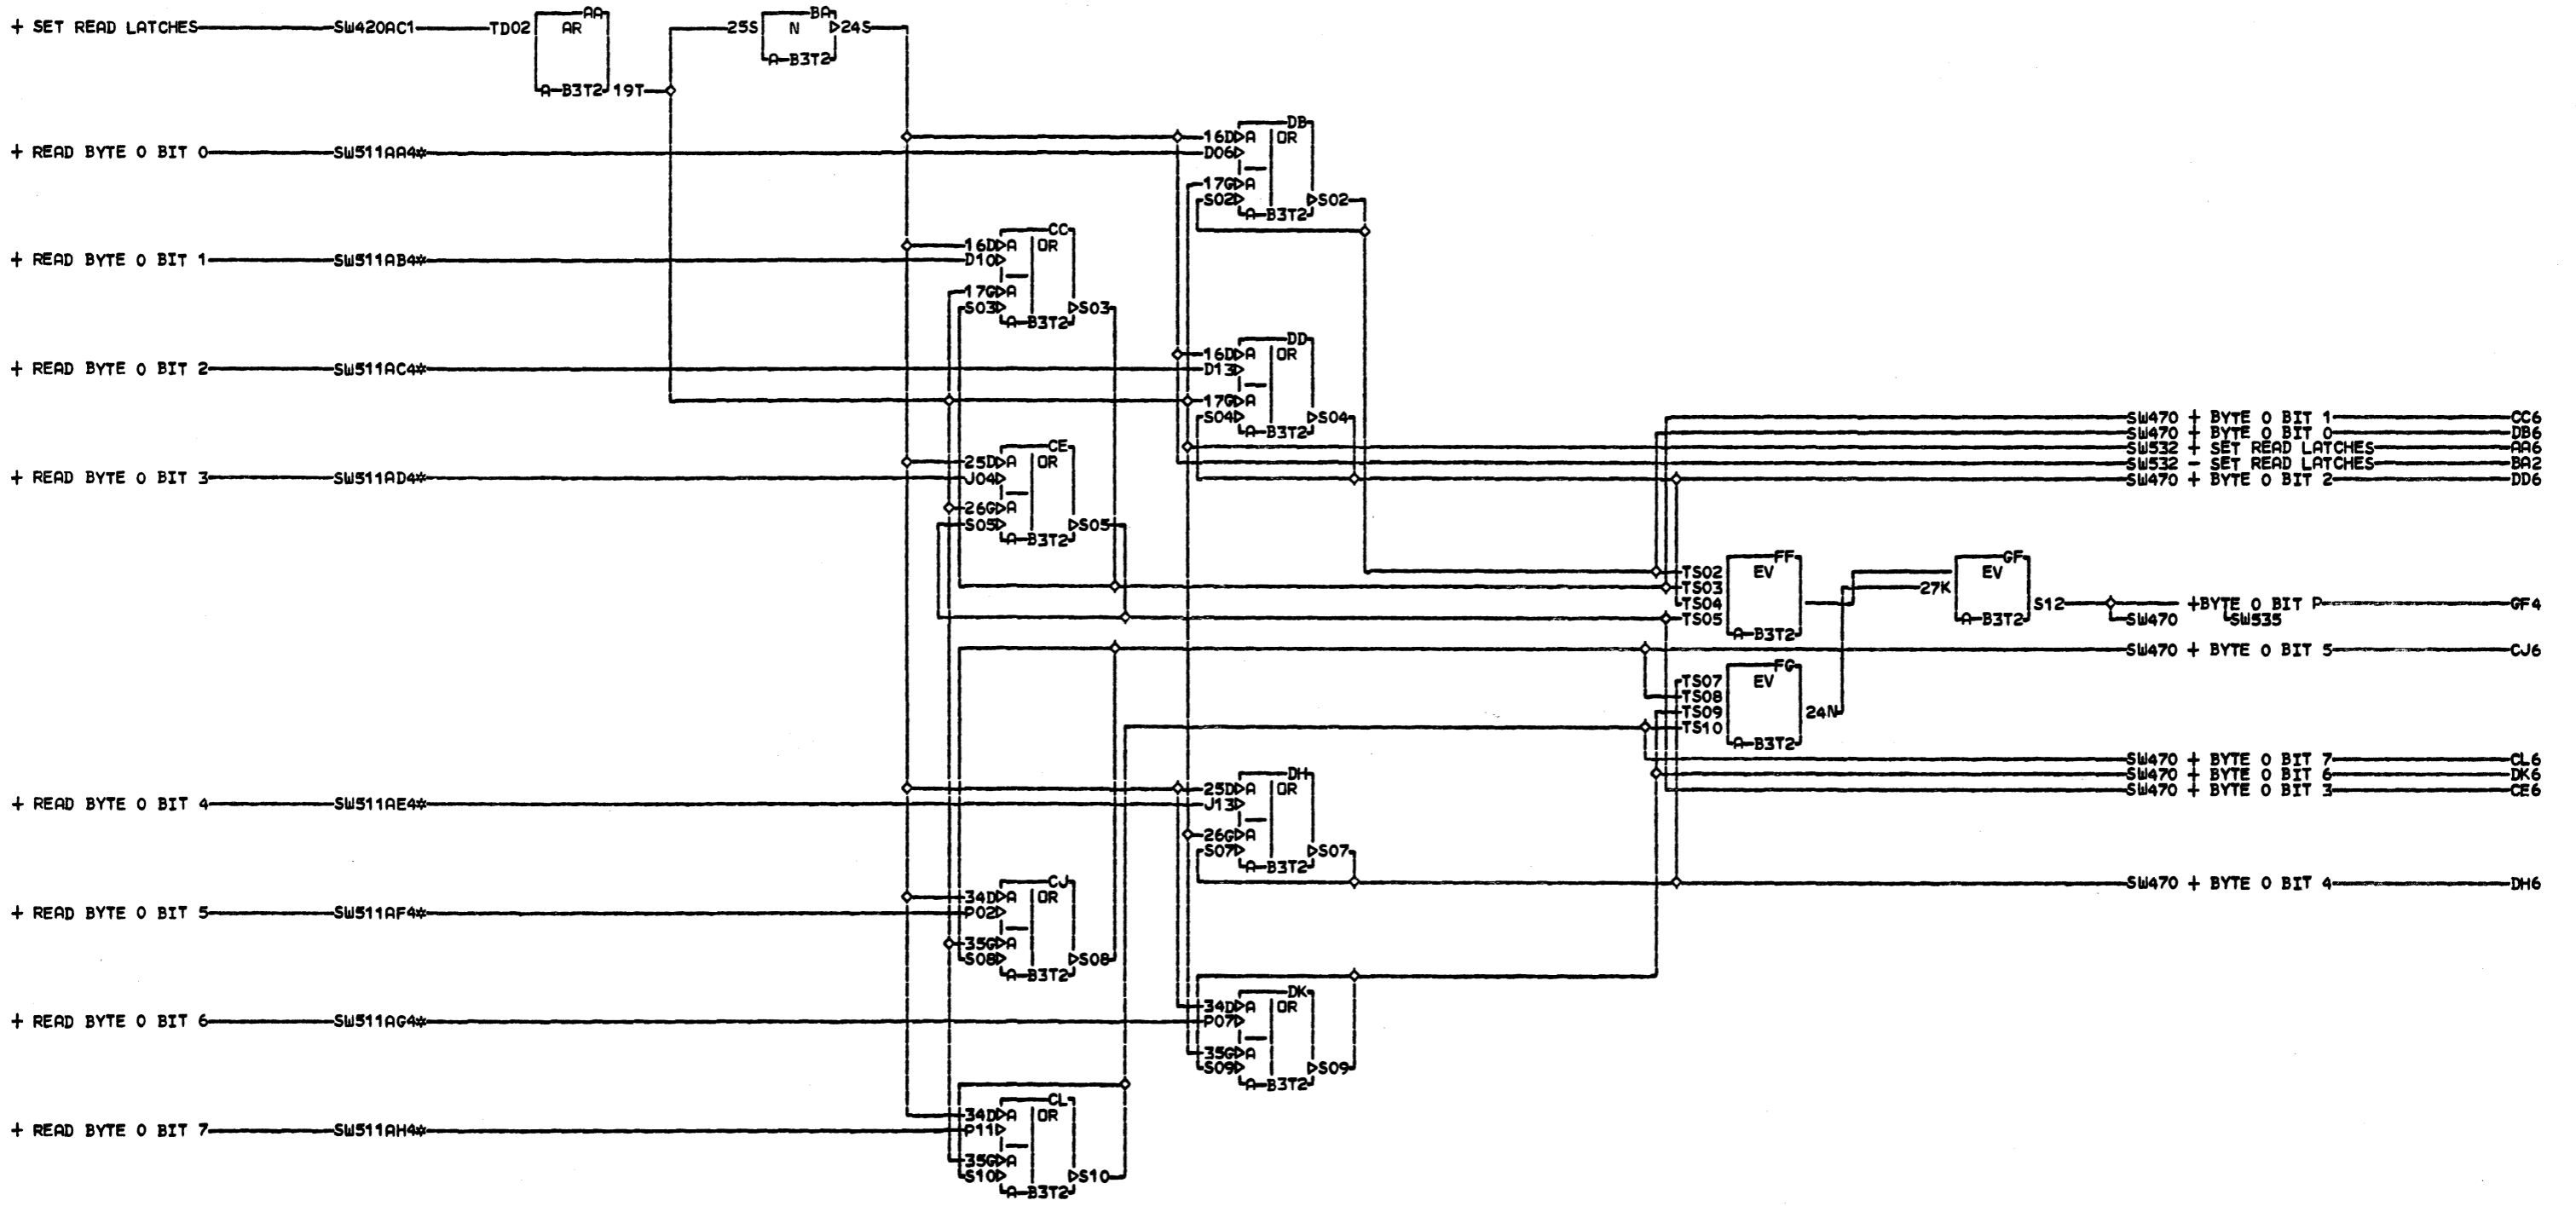 AA BA
+ SET READ LATCHES SW420AC1 TD02 AR 25S N 24S
A B3T2
A B3T2 19T
DB
16D A OR
+ READ BYTE 0 BIT 0 SW511AA4* D06
17G A
S02 S02
A B3T2
CC
16D A OR
+ READ BYTE 0 BIT 1 SW511AB4* D10
17G A
S03 S03
A B3T2
DD
16D A OR
+ READ BYTE 0 BIT 2 SW511AC4* D13
17G A
S04 S04 SW470 + BYTE 0 BIT 1 CC6
A B3T2 SW470 + BYTE 0 BIT 0 DB6
CE SW532 + SET READ LATCHES AA6
25D A OR SW532 - SET READ LATCHES BA2
+ READ BYTE 0 BIT 3 SW511AD4* J04 SW470 + BYTE 0 BIT 2 DD6
26G A
S05 S05
A B3T2
FF GF
TS02 EV EV
TS03 27K
TS04 S12 +BYTE 0 BIT P GF4
TS05 A B3T2 SW470 SW535
A B3T2
SW470 + BYTE 0 BIT 5 CJ6
FG
TS07 EV
TS08
TS09 24N
TS10
A B3T2
SW470 + BYTE 0 BIT 7 CL6
DH SW470 + BYTE 0 BIT 6 DK6
25D A OR SW470 + BYTE 0 BIT 3 CE6
+ READ BYTE 0 BIT 4 SW511AE4* J13
26G A
S07 S07
A B3T2
CJ SW470 + BYTE 0 BIT 4 DH6
34D A OR
+ READ BYTE 0 BIT 5 SW511AF4* P02
35G A
S08 S08
A B3T2
DK
34D A OR
+ READ BYTE 0 BIT 6 SW511AG4* P07
35G A
S09 S09
A B3T2
CL
34D A OR
+ READ BYTE 0 BIT 7 SW511AH4* P11
35G A
S10 S10
A B3T2